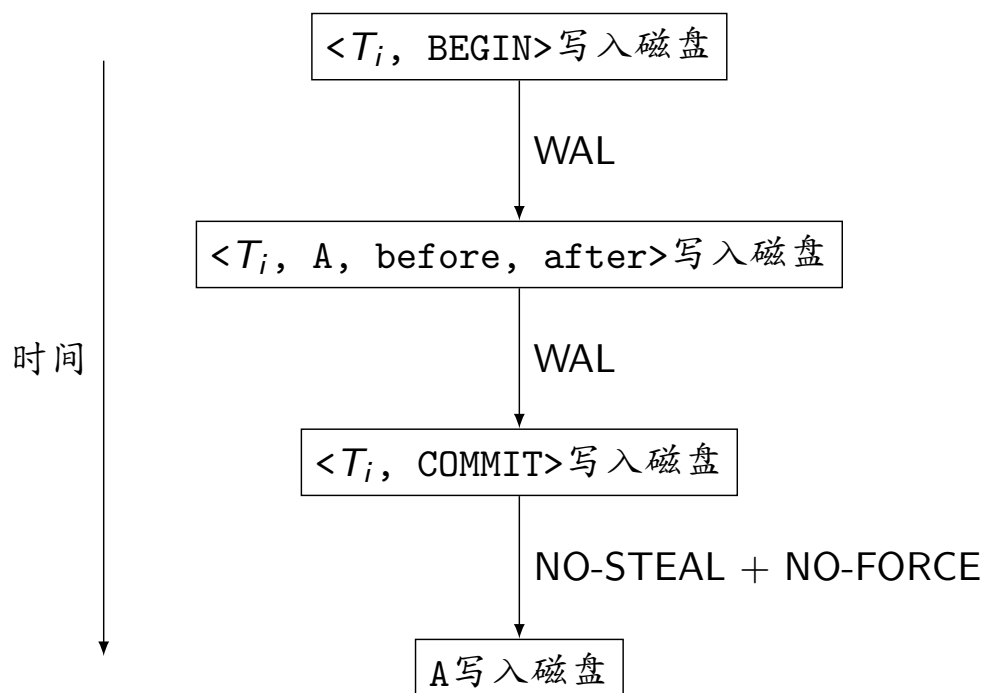 <Ti, BEGIN>写入磁盘
WAL
<Ti, A, before, after>写入磁盘
时间
WAL
<Ti, COMMIT>写入磁盘
NO-STEAL + NO-FORCE
A写入磁盘